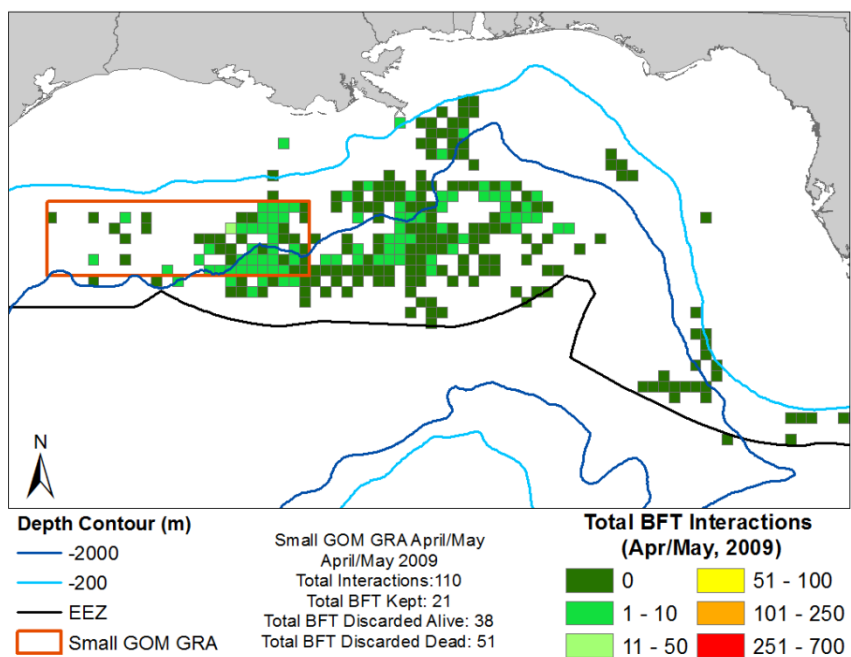 N
Depth Contour (m)
-2000
-200
EEZ
Small GOM GRA
Small GOM GRA April/May
April/May 2009
Total Interactions:110
Total BFT Kept: 21
Total BFT Discarded Alive: 38
Total BFT Discarded Dead: 51
Total BFT Interactions
(Apr/May, 2009)
0
1 - 10
11 - 50
51 - 100
101 - 250
251 - 700